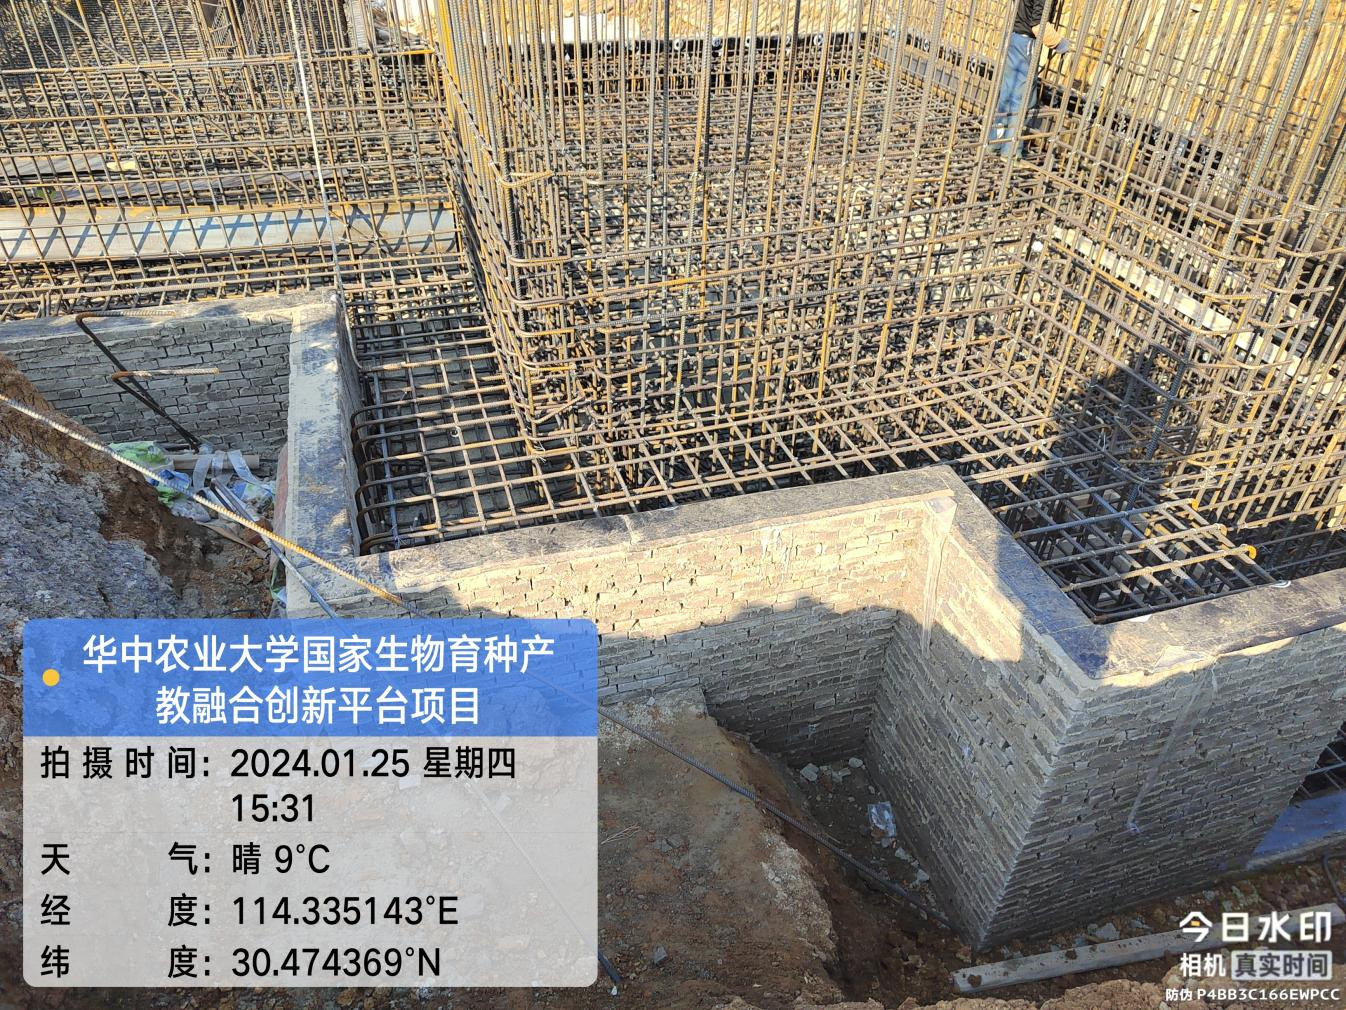 华中农业大学国家生物育种产
教融合创新平台项目
拍摄时间：2024.01.25 星期四
15:31
天气：晴 9°C
经度：114.335143°E
纬度：30.474369°N
今日水印
相机 真实时间
防伪 P4BB3C166EWPCC